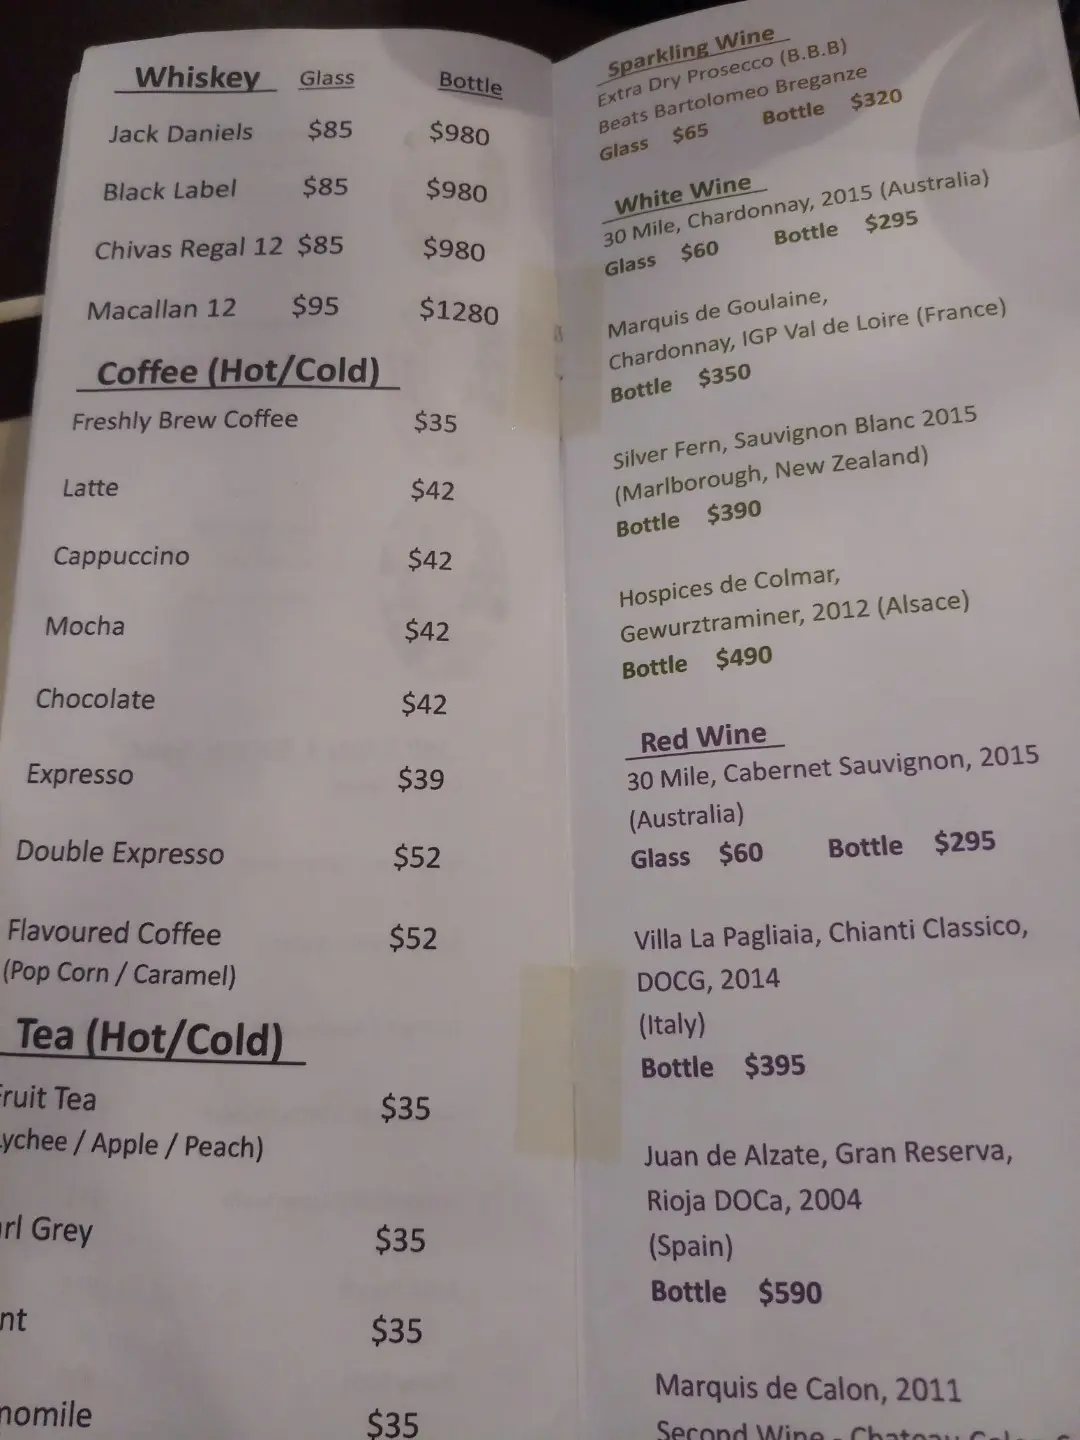 Whiskey Glass Bottle
Jack Daniels $85 $980
Black Label $85 $980
Chivas Regal 12 $85 $980
Macallan 12 $95 $1280
Coffee (Hot/Cold)
Freshly Brew Coffee $35
Latte $42
Cappuccino $42
Mocha $42
Chocolate $42
Expresso $39
Double Expresso $52
Flavoured Coffee $52
(Pop Corn / Caramel)
Tea (Hot/Cold)
Fruit Tea $35
Lychee / Apple / Peach)
arl Grey $35
nt $35
nomile $35
Sparkling Wine
Extra Dry Prosecco (B.B.B)
Beats Bartolomeo Breganze
Glass $65 Bottle $320
White Wine
30 Mile, Chardonnay, 2015 (Australia)
Glass $60 Bottle $295
Marquis de Goulaine,
Chardonnay, IGP Val de Loire (France)
Bottle $350
Silver Fern, Sauvignon Blanc 2015
(Marlborough, New Zealand)
Bottle $390
Hospices de Colmar,
Gewurztraminer, 2012 (Alsace)
Bottle $490
Red Wine
30 Mile, Cabernet Sauvignon, 2015
(Australia)
Glass $60 Bottle $295
Villa La Pagliaia, Chianti Classico,
DOCG, 2014
(Italy)
Bottle $395
Juan de Alzate, Gran Reserva,
Rioja DOCa, 2004
(Spain)
Bottle $590
Marquis de Calon, 2011
Second Wine - Chateau